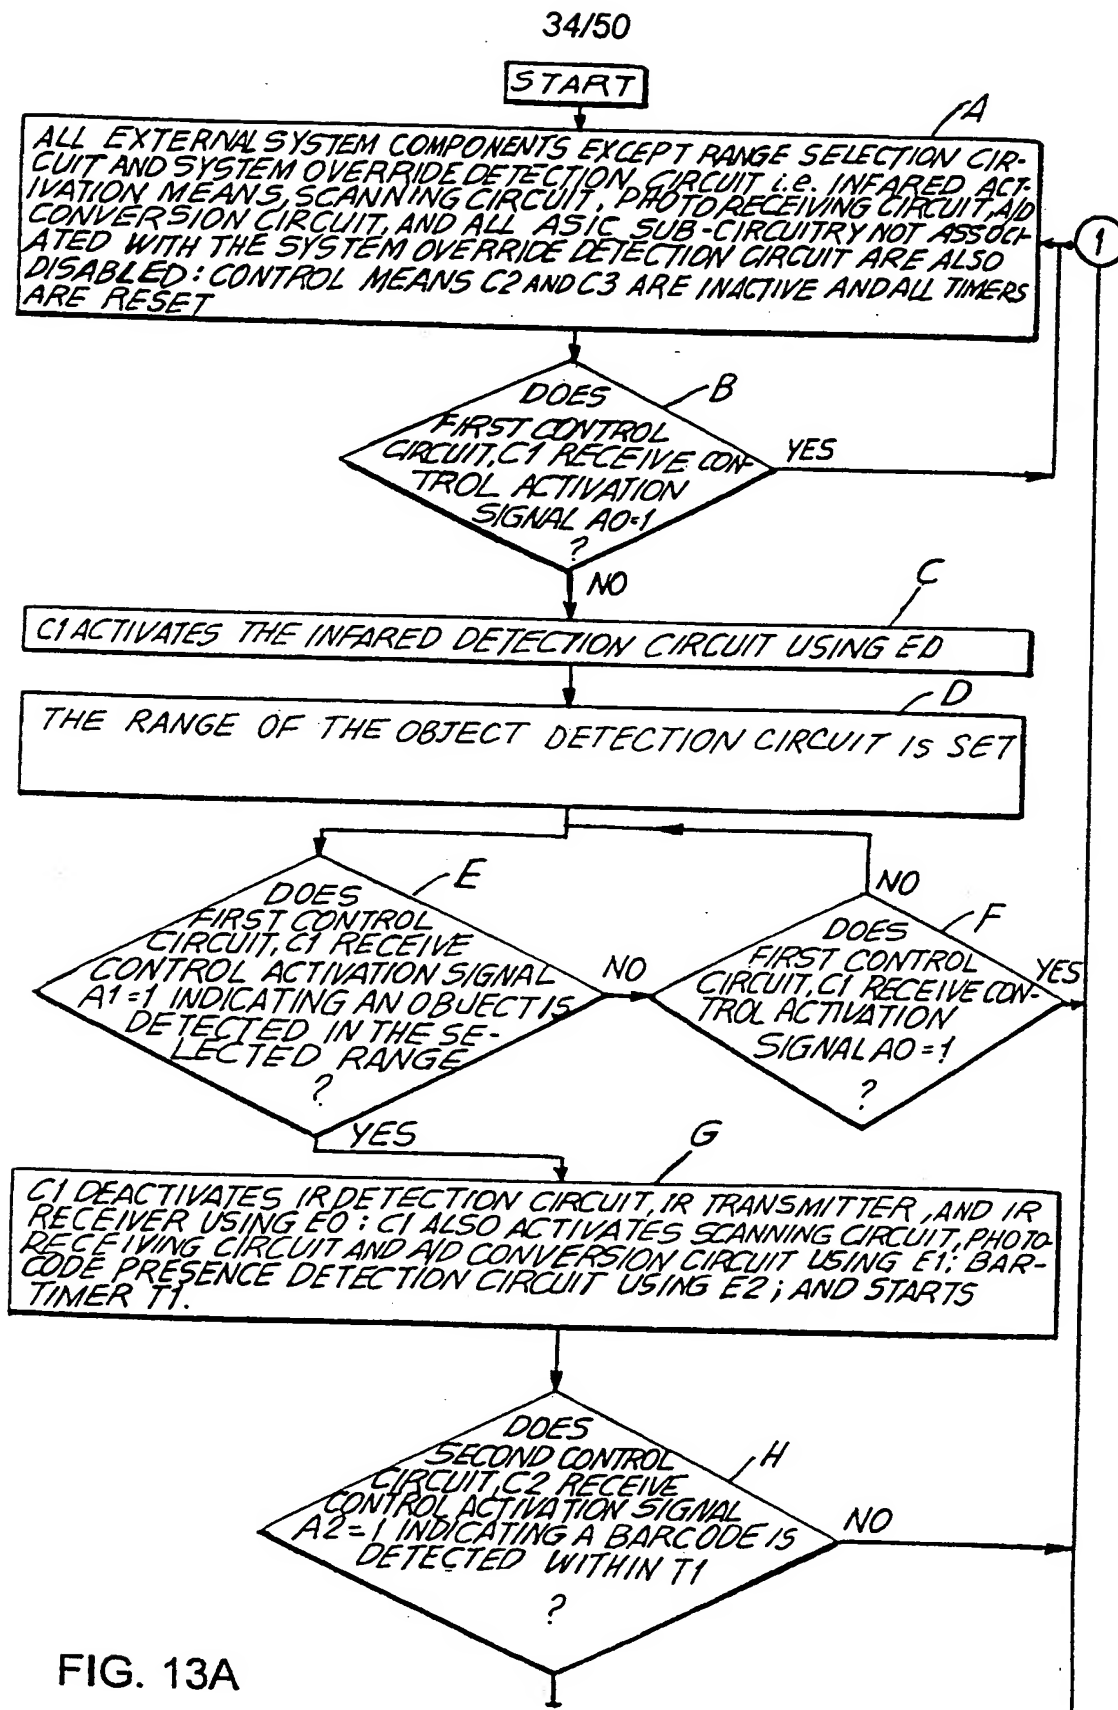 34/50
START
A
ALL EXTERNAL SYSTEM COMPONENTS EXCEPT RANGE SELECTION CIR-
CUIT AND SYSTEM OVERRIDE DETECTION CIRCUIT i.e. INFARED ACT-
IVATION MEANS, SCANNING CIRCUIT, PHOTO RECEIVING CIRCUIT, A/D
CONVERSION CIRCUIT, AND ALL ASIC SUB-CIRCUITRY NOT ASSOCI-
ATED WITH THE SYSTEM OVERRIDE DETECTION CIRCUIT ARE ALSO
DISABLED: CONTROL MEANS C2 AND C3 ARE INACTIVE AND ALL TIMERS
ARE RESET
1
B
DOES
FIRST CONTROL
CIRCUIT, C1 RECEIVE CON-
TROL ACTIVATION
SIGNAL A0=1
?
YES
NO
C
C1 ACTIVATES THE INFARED DETECTION CIRCUIT USING EO
D
THE RANGE OF THE OBJECT DETECTION CIRCUIT IS SET
E
DOES
FIRST CONTROL
CIRCUIT, C1 RECEIVE
CONTROL ACTIVATION SIGNAL
A1=1 INDICATING AN OBJECT IS
DETECTED IN THE SE-
LECTED RANGE
?
NO
NO
F
DOES
FIRST CONTROL
CIRCUIT, C1 RECEIVE CON-
TROL ACTIVATION
SIGNAL A0=1
?
YES
YES
G
C1 DEACTIVATES IR DETECTION CIRCUIT, IR TRANSMITTER, AND IR
RECEIVER USING EO: C1 ALSO ACTIVATES SCANNING CIRCUIT, PHOTO-
RECEIVING CIRCUIT AND A/D CONVERSION CIRCUIT USING E1; BAR-
CODE PRESENCE DETECTION CIRCUIT USING E2; AND STARTS
TIMER T1.
H
DOES
SECOND CONTROL
CIRCUIT, C2 RECEIVE
CONTROL ACTIVATION SIGNAL
A2=1 INDICATING A BARCODE IS
DETECTED WITHIN T1
?
NO
FIG. 13A